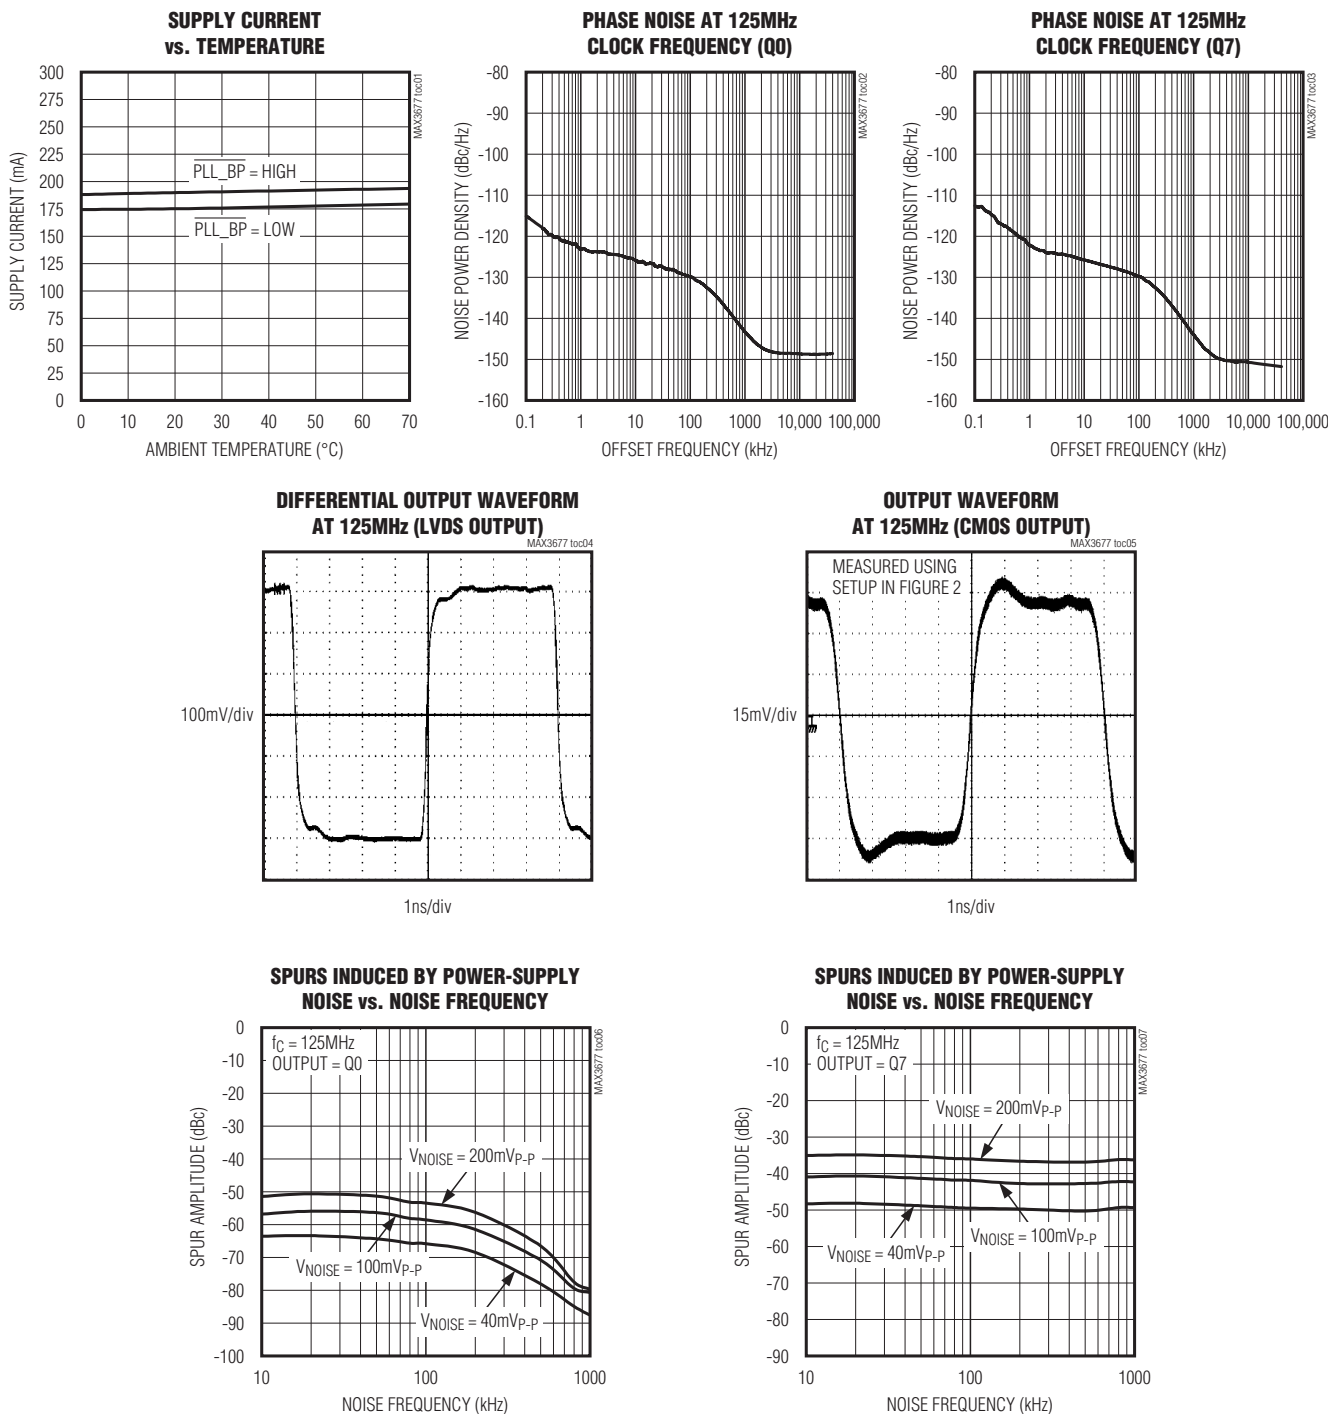 SUPPLY CURRENT
vs. TEMPERATURE
MAX3677 toc01
SUPPLY CURRENT (mA)
300
275
250
225
200
175
150
125
100
75
50
25
0
PLL_BP = HIGH
PLL_BP = LOW
0 10 20 30 40 50 60 70
AMBIENT TEMPERATURE (°C)
PHASE NOISE AT 125MHz
CLOCK FREQUENCY (Q0)
MAX3677 toc02
NOISE POWER DENSITY (dBc/Hz)
-80
-90
-100
-110
-120
-130
-140
-150
-160
0.1 1 10 100 1000 10,000 100,000
OFFSET FREQUENCY (kHz)
PHASE NOISE AT 125MHz
CLOCK FREQUENCY (Q7)
MAX3677 toc03
NOISE POWER DENSITY (dBc/Hz)
-80
-90
-100
-110
-120
-130
-140
-150
-160
0.1 1 10 100 1000 10,000 100,000
OFFSET FREQUENCY (kHz)
DIFFERENTIAL OUTPUT WAVEFORM
AT 125MHz (LVDS OUTPUT)
MAX3677 toc04
100mV/div
1ns/div
OUTPUT WAVEFORM
AT 125MHz (CMOS OUTPUT)
MAX3677 toc05
MEASURED USING
SETUP IN FIGURE 2
15mV/div
1ns/div
SPURS INDUCED BY POWER-SUPPLY
NOISE vs. NOISE FREQUENCY
MAX3677 toc06
SPUR AMPLITUDE (dBc)
0
-10
-20
-30
-40
-50
-60
-70
-80
-90
-100
fC = 125MHz
OUTPUT = Q0
VNOISE = 200mVP-P
VNOISE = 100mVP-P
VNOISE = 40mVP-P
10 100 1000
NOISE FREQUENCY (kHz)
SPURS INDUCED BY POWER-SUPPLY
NOISE vs. NOISE FREQUENCY
MAX3677 toc07
SPUR AMPLITUDE (dBc)
0
-10
-20
-30
-40
-50
-60
-70
-80
-90
fC = 125MHz
OUTPUT = Q7
VNOISE = 200mVP-P
VNOISE = 100mVP-P
VNOISE = 40mVP-P
10 100 1000
NOISE FREQUENCY (kHz)